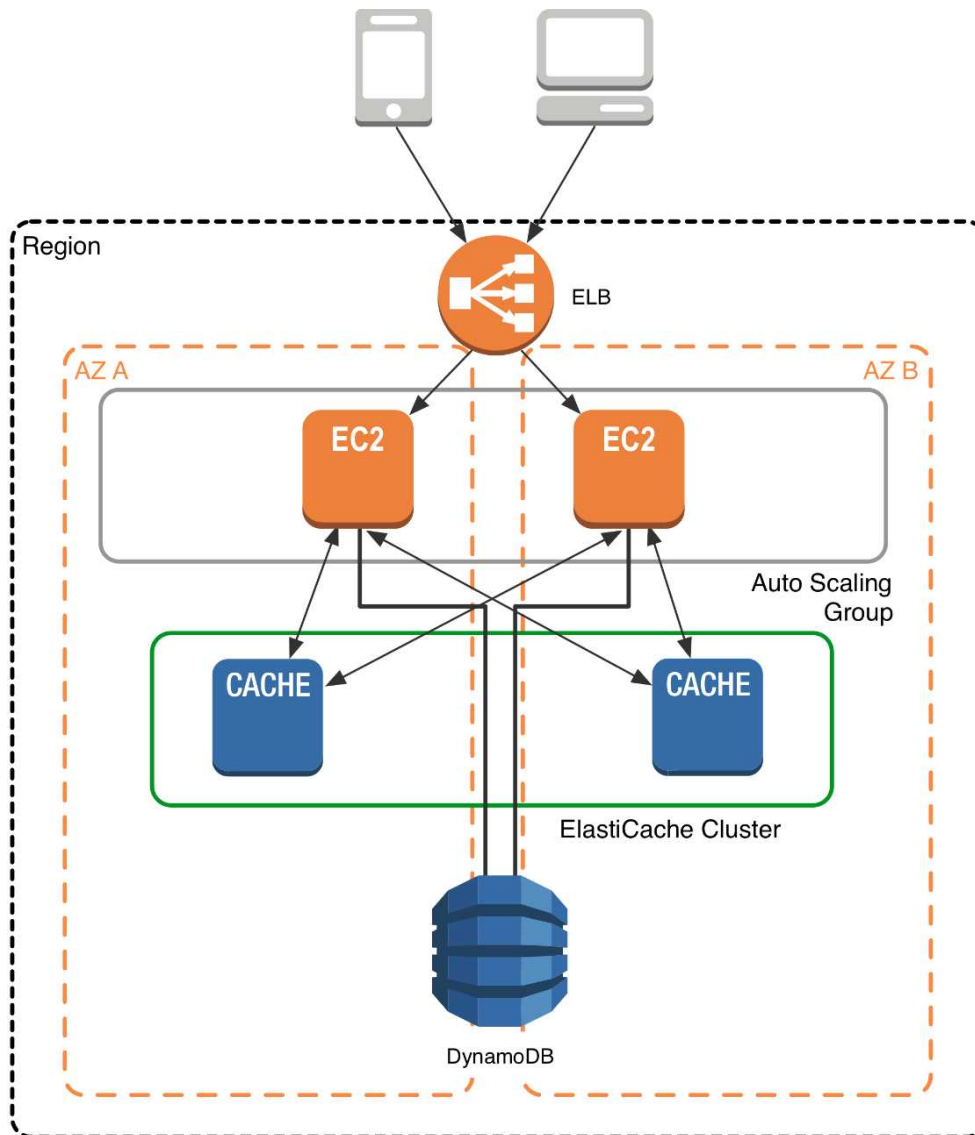 Region
ELB
AZ A
AZ B
EC2
EC2
Auto Scaling
Group
CACHE
CACHE
ElastiCache Cluster
DynamoDB